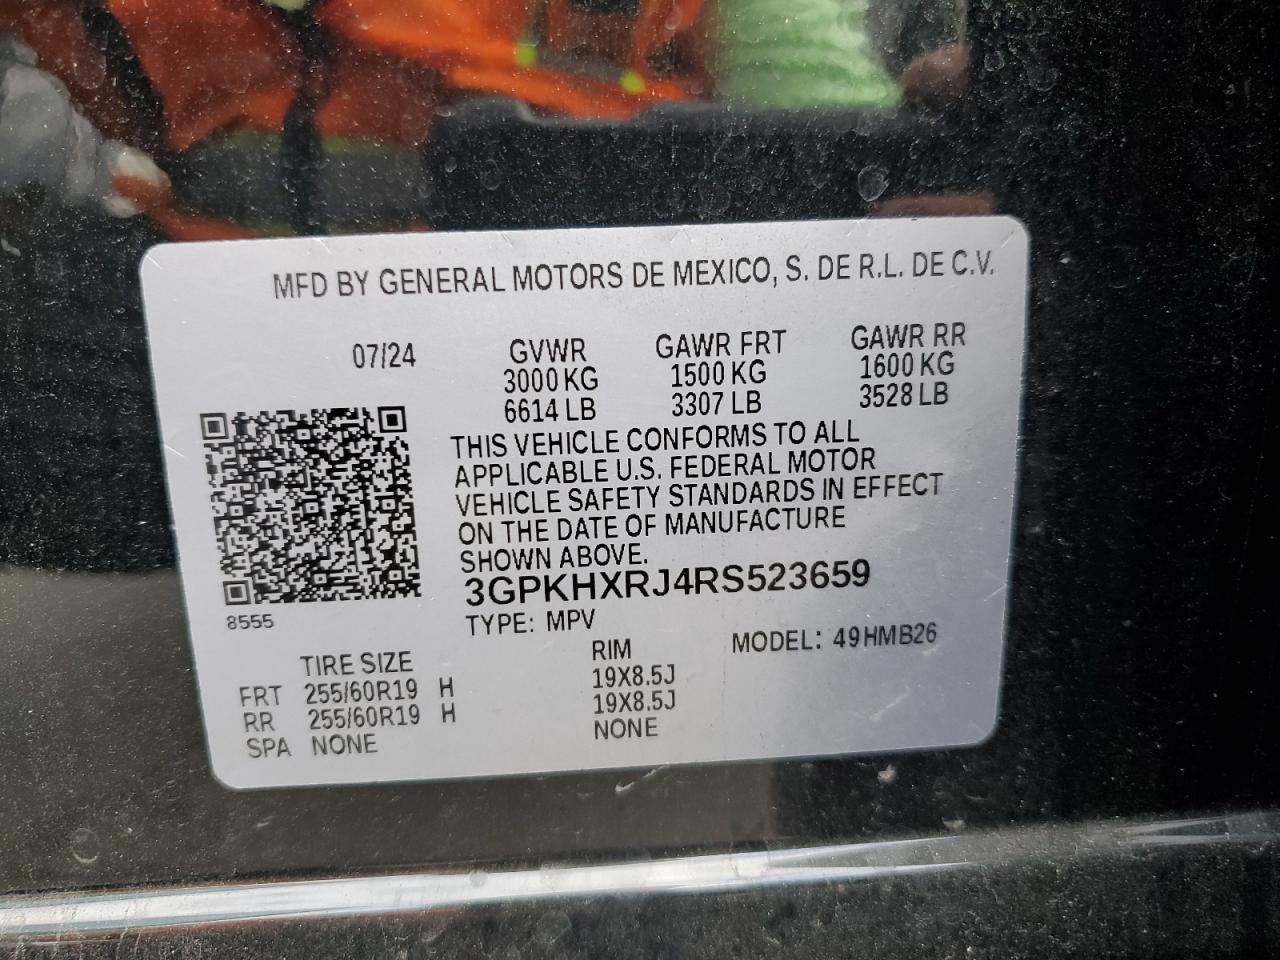 MFD BY GENERAL MOTORS DE MEXICO, S. DE R.L. DE C.V.
07/24 GVWR GAWR FRT GAWR RR
3000 KG 1500 KG 1600 KG
6614 LB 3307 LB 3528 LB
THIS VEHICLE CONFORMS TO ALL
APPLICABLE U.S. FEDERAL MOTOR
VEHICLE SAFETY STANDARDS IN EFFECT
ON THE DATE OF MANUFACTURE
SHOWN ABOVE.
3GPKHXRJ4RS523659
8555 TYPE: MPV MODEL: 49HMB26
TIRE SIZE RIM
FRT 255/60R19 H 19X8.5J
RR 255/60R19 H 19X8.5J
SPA NONE NONE